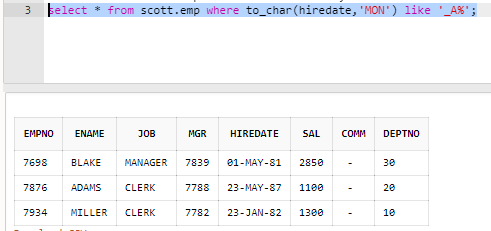 3 select * from scott.emp where to_char(hiredate,'MON') like '_A%';
EMPNO ENAME JOB MGR HIREDATE SAL COMM DEPTNO
7698 BLAKE MANAGER 7839 01-MAY-81 2850 - 30
7876 ADAMS CLERK 7788 23-MAY-87 1100 - 20
7934 MILLER CLERK 7782 23-JAN-82 1300 - 10